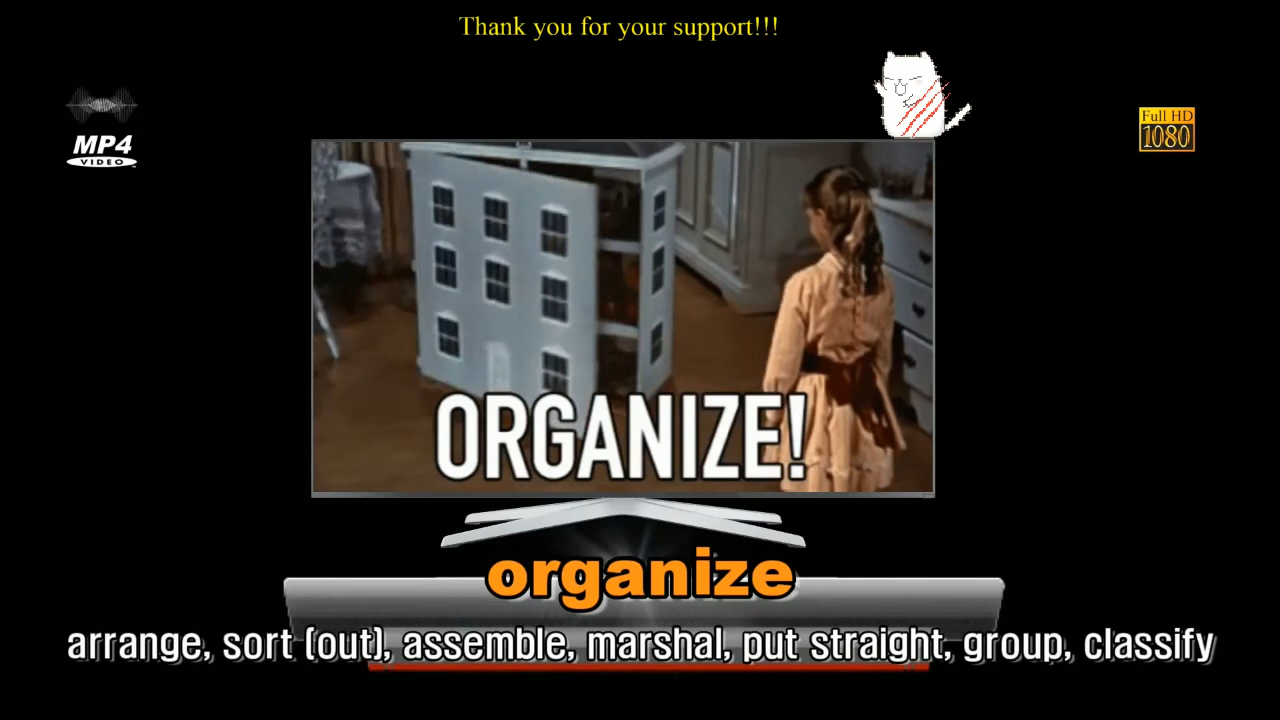 Thank you for your support!!!
MP4
VIDEO
Full HD
1080
ORGANIZE!
organize
arrange, sort (out), assemble, marshal, put straight, group, classify